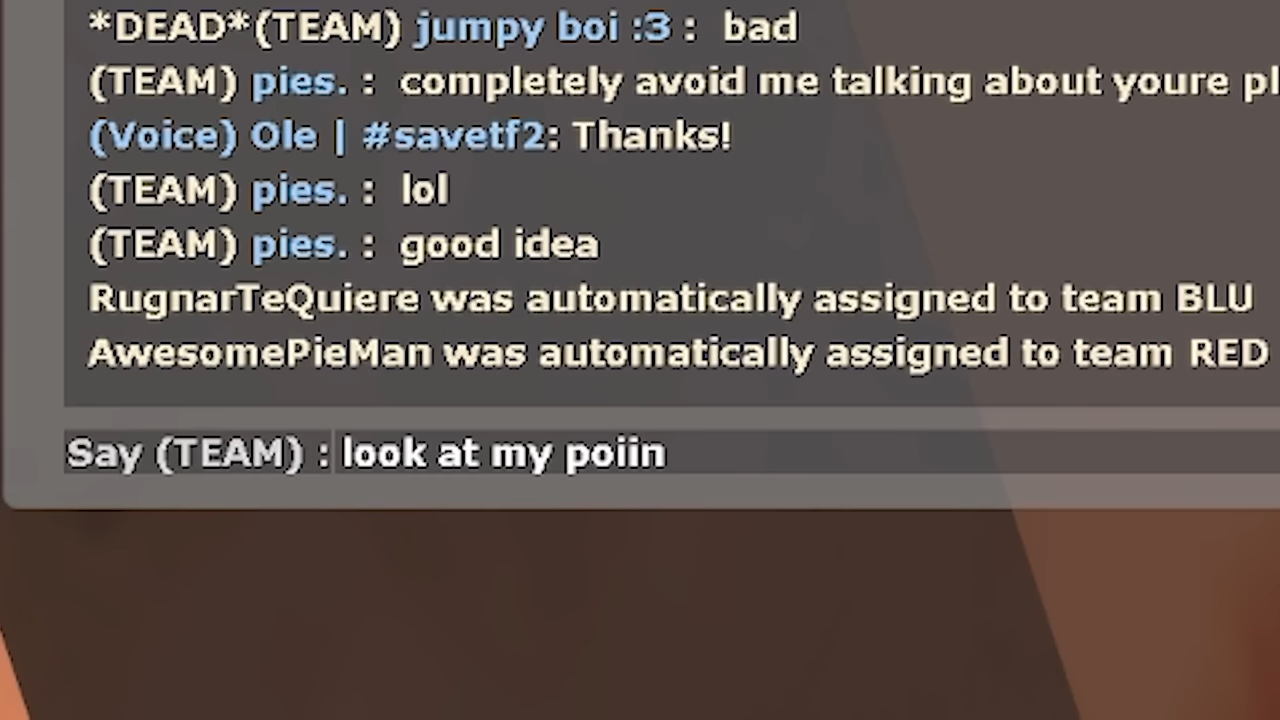 *DEAD*(TEAM) jumpy boi :3 :  bad
(TEAM) pies. :  completely avoid me talking about youre
(Voice) Ole | #savetf2: Thanks!
(TEAM) pies. :  lol
(TEAM) pies. :  good idea
RugnarTeQuiere was automatically assigned to team BLU
AwesomePieMan was automatically assigned to team RED
Say (TEAM) : look at my poiin